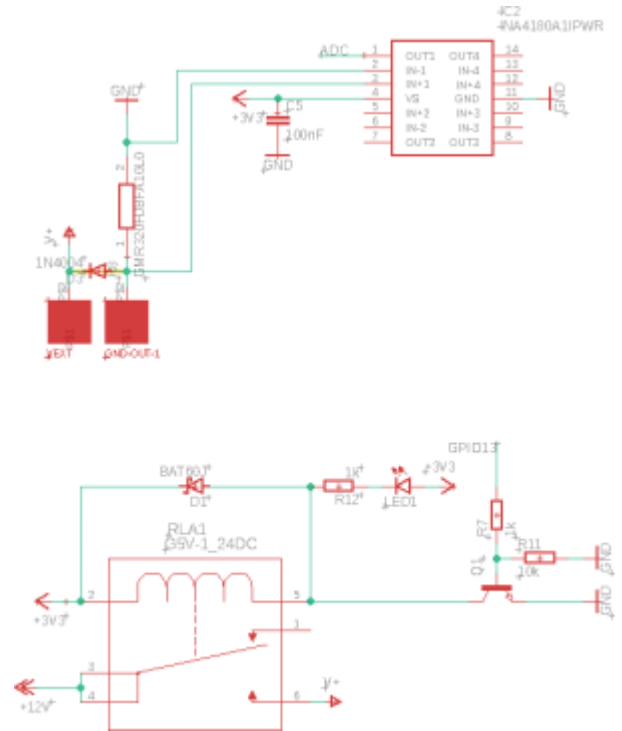 IC2
INA4180A1IPWR
ADC
1 OUT1 OUT4 14
2 IN-1 IN-4 13
3 IN+1 IN+4 12
4 VS GND 11
5 IN+2 IN+3 10
6 IN-2 IN-3 9
7 OUT2 OUT3 8
GND
GND
+3V3
C5
100nF
GND
2
1
V+
1N4004
D3
VEXT
GND-OUT-1
GPIO13
BAT60J
D1
1k
R12
LED1
+3V3
R7
1k
R11
10k
Q1
GND
GND
RLA1
G5V-1_24DC
2
5
+3V3
1
3
4
+12V
6
V+